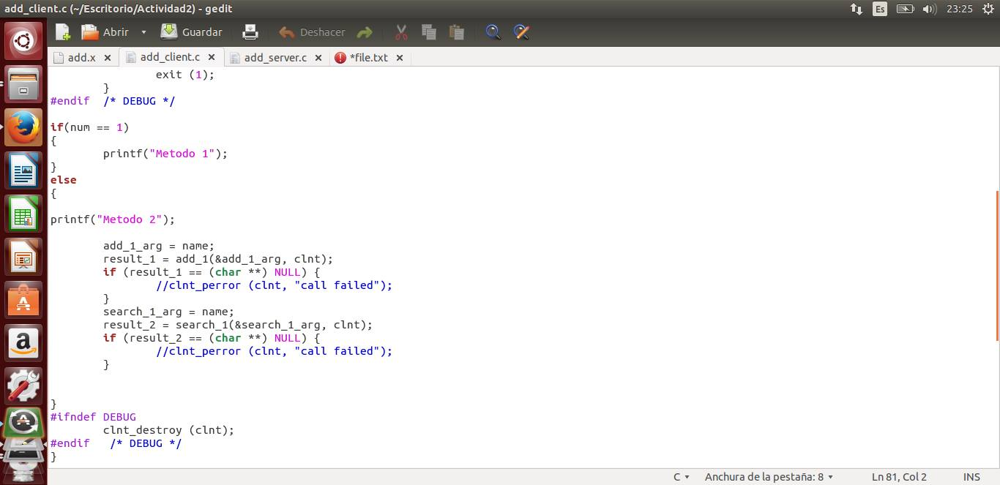 add_client.c (~/Escritorio/Actividad2) - gedit
Es
23:25
Abrir
Guardar
Deshacer
add.x
add_client.c
add_server.c
*file.txt
exit (1);
}
#endif  /* DEBUG */
if(num == 1)
{
printf("Metodo 1");
}
else
{
printf("Metodo 2");
add_1_arg = name;
result_1 = add_1(&add_1_arg, clnt);
if (result_1 == (char **) NULL) {
//clnt_perror (clnt, "call failed");
}
search_1_arg = name;
result_2 = search_1(&search_1_arg, clnt);
if (result_2 == (char **) NULL) {
//clnt_perror (clnt, "call failed");
}
}
#ifndef DEBUG
clnt_destroy (clnt);
#endif   /* DEBUG */
}
C
Anchura de la pestaña: 8
Ln 81, Col 2
INS